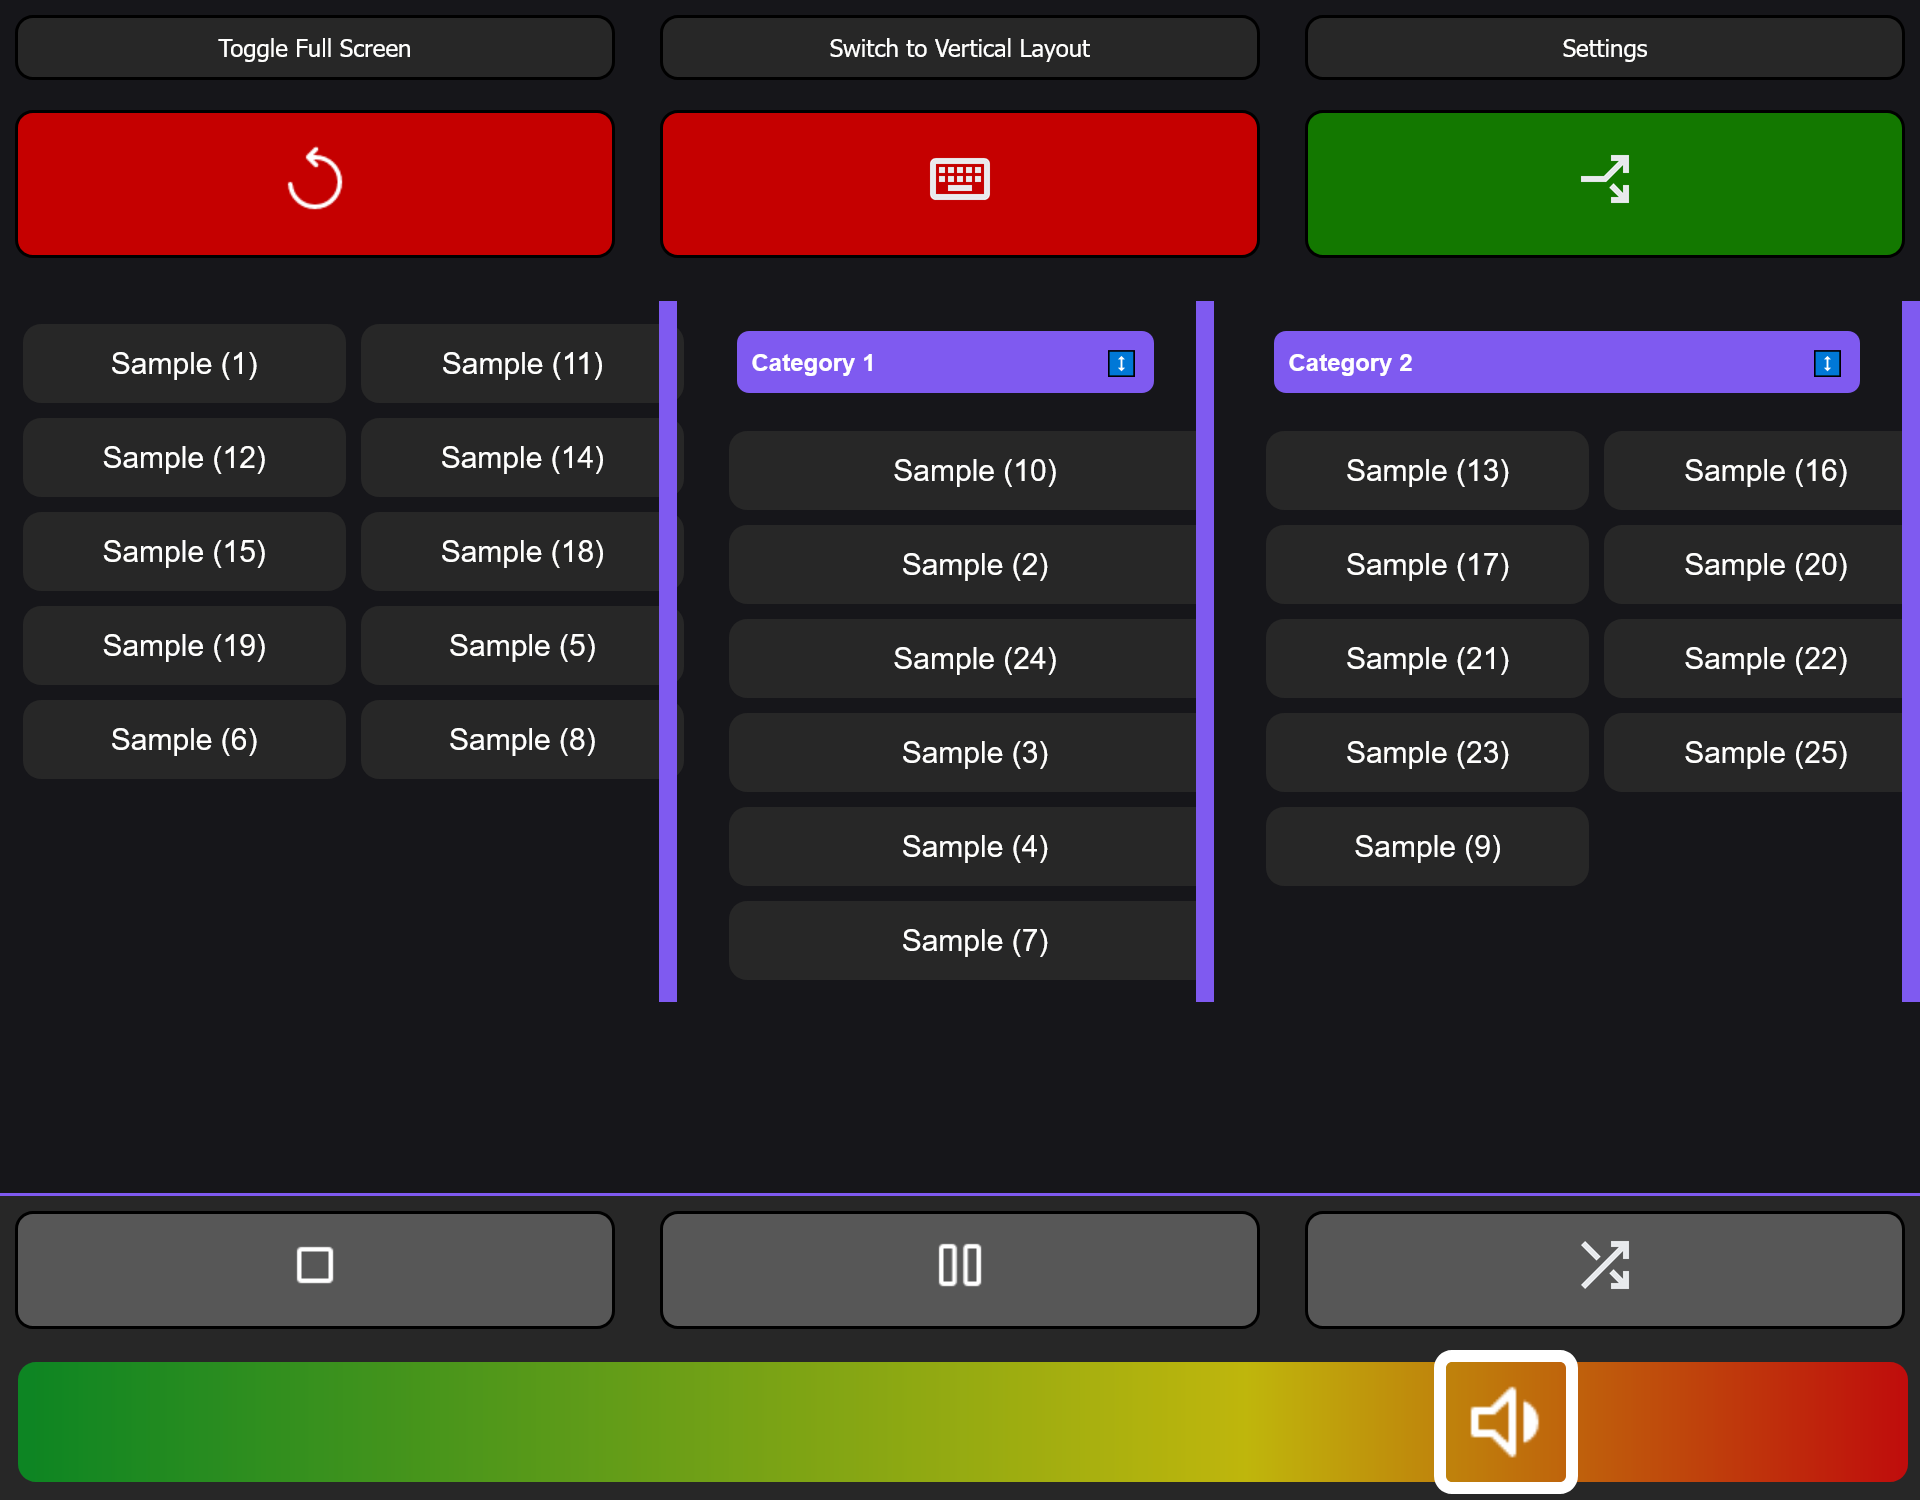 Toggle Full Screen
Switch to Vertical Layout
Settings
Sample (1)
Sample (11)
Sample (12)
Sample (14)
Sample (15)
Sample (18)
Sample (19)
Sample (5)
Sample (6)
Sample (8)
Category 1
Sample (10)
Sample (2)
Sample (24)
Sample (3)
Sample (4)
Sample (7)
Category 2
Sample (13)
Sample (16)
Sample (17)
Sample (20)
Sample (21)
Sample (22)
Sample (23)
Sample (25)
Sample (9)